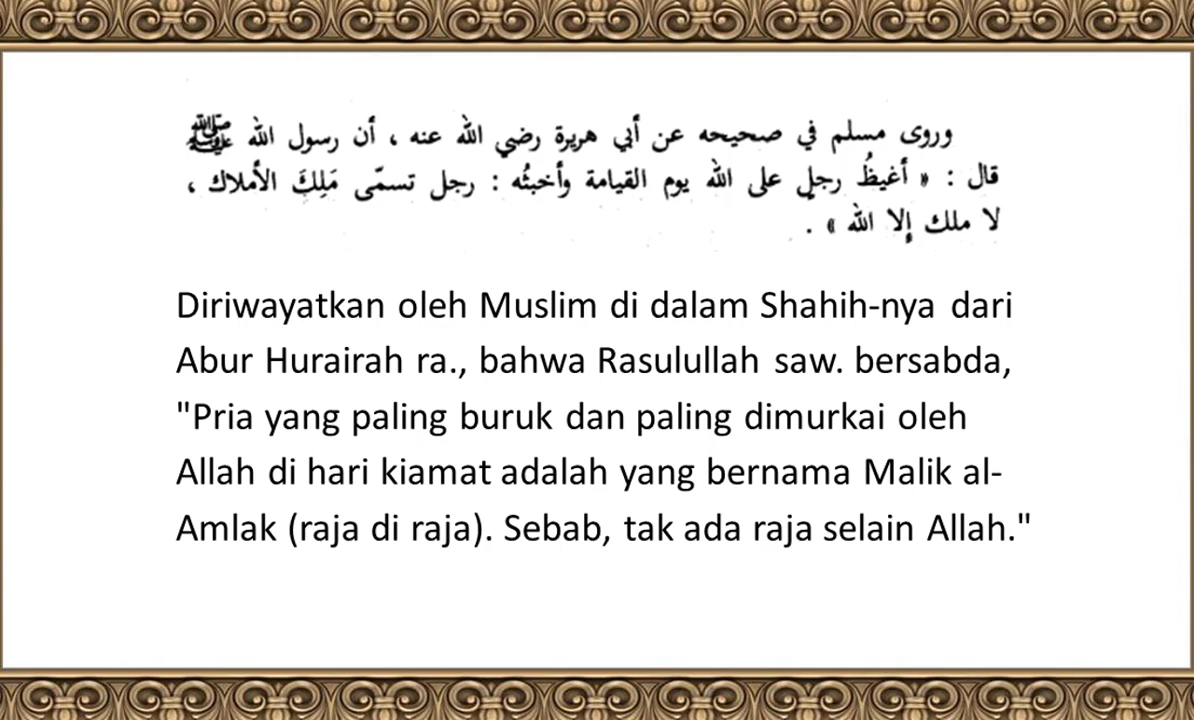 وروى مسلم في صحيحه عن أبي هريرة رضي الله عنه ، أن رسول الله ﷺ
قال : « أغيظُ رجلٍ على الله يوم القيامة وأخبثُه : رجل تسمّى مَلِكَ الأملاك ،
لا ملك إلا الله » .
Diriwayatkan oleh Muslim di dalam Shahih-nya dari
Abur Hurairah ra., bahwa Rasulullah saw. bersabda,
"Pria yang paling buruk dan paling dimurkai oleh
Allah di hari kiamat adalah yang bernama Malik al-
Amlak (raja di raja). Sebab, tak ada raja selain Allah."